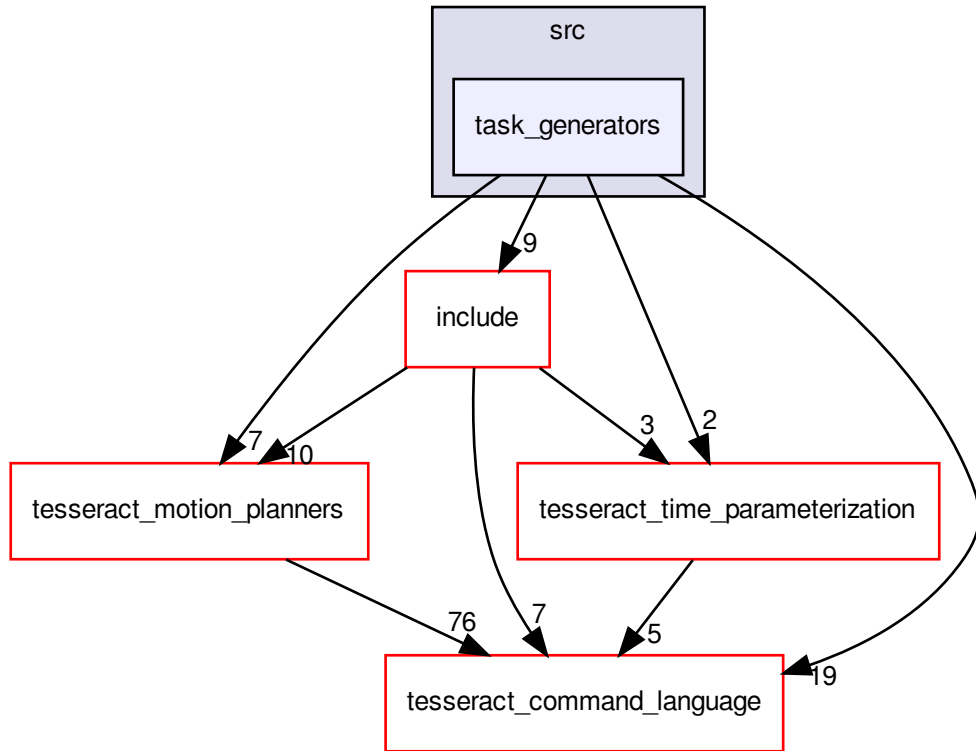 src
task_generators
9
include
7
10
3
2
tesseract_motion_planners
tesseract_time_parameterization
76
7
5
19
tesseract_command_language